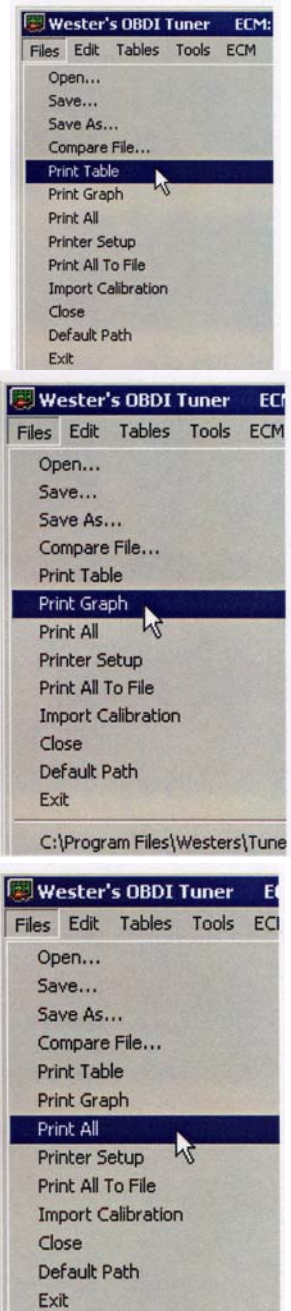 Wester's OBDI Tuner ECM:
Files Edit Tables Tools ECM
Open...
Save...
Save As...
Compare File...
Print Table
Print Graph
Print All
Printer Setup
Print All To File
Import Calibration
Close
Default Path
Exit
Wester's OBDI Tuner EC
Files Edit Tables Tools ECM
Open...
Save...
Save As...
Compare File...
Print Table
Print Graph
Print All
Printer Setup
Print All To File
Import Calibration
Close
Default Path
Exit
C:\Program Files\Westers\Tune
Wester's OBDI Tuner E
Files Edit Tables Tools EC
Open...
Save...
Save As...
Compare File...
Print Table
Print Graph
Print All
Printer Setup
Print All To File
Import Calibration
Close
Default Path
Exit